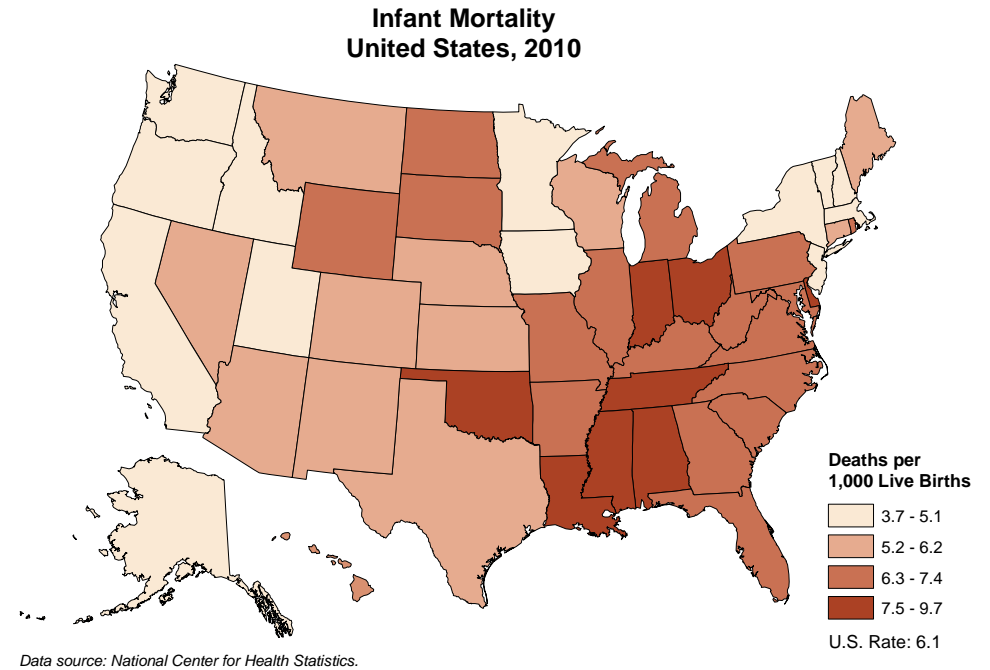 Infant Mortality
United States, 2010
Deaths per
1,000 Live Births
3.7 - 5.1
5.2 - 6.2
6.3 - 7.4
7.5 - 9.7
U.S. Rate: 6.1
Data source: National Center for Health Statistics.